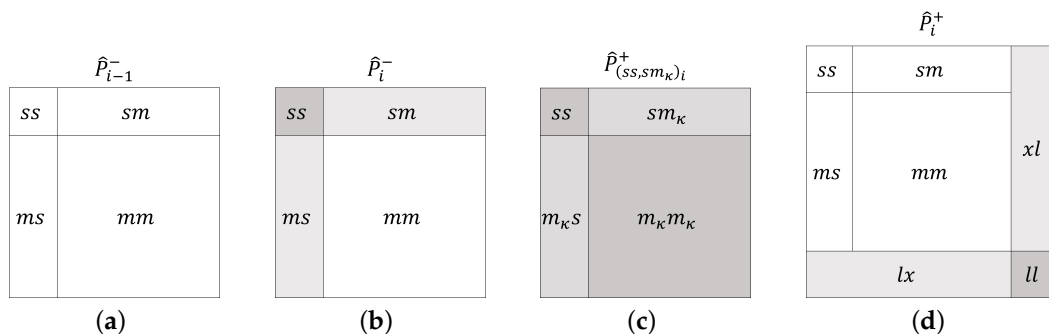 P̂⁻ᵢ₋₁
ss sm
ms mm
(a)
P̂⁻ᵢ
ss sm
ms mm
(b)
P̂⁺₍ss,smκ₎ᵢ
ss smκ
mκs mκmκ
(c)
P̂ᵢ⁺
ss sm
xl
ms mm
lx ll
(d)